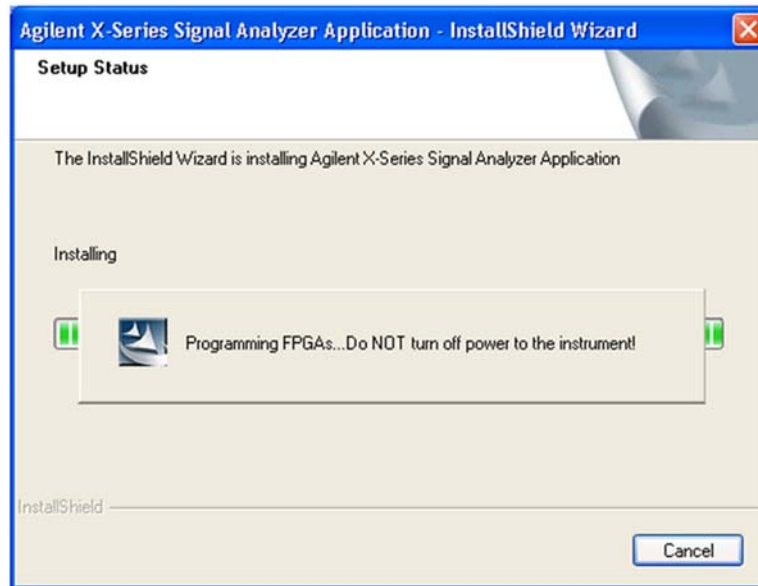 Agilent X-Series Signal Analyzer Application - InstallShield Wizard
Setup Status
The InstallShield Wizard is installing Agilent X-Series Signal Analyzer Application
Installing
Programming FPGAs...Do NOT turn off power to the instrument!
InstallShield
Cancel